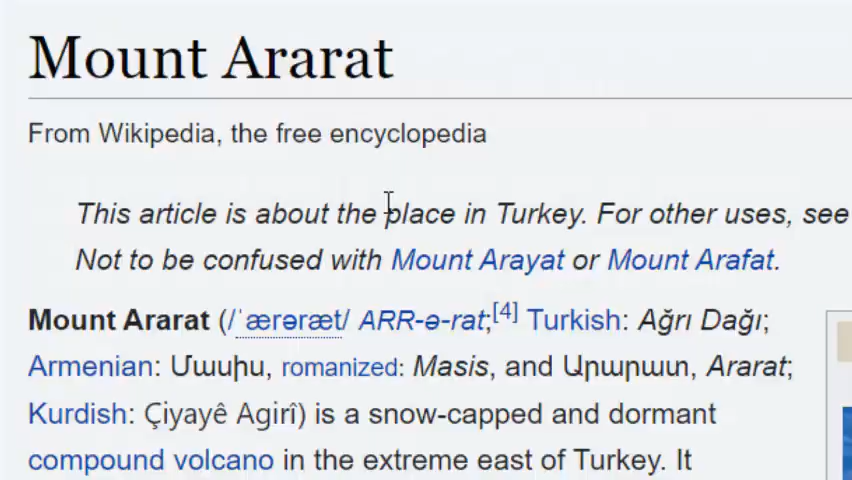 Mount Ararat
From Wikipedia, the free encyclopedia
This article is about the place in Turkey. For other uses, see
Not to be confused with Mount Arayat or Mount Arafat.
Mount Ararat (/ˈærəræt/ ARR-ə-rat;[4] Turkish: Ağrı Dağı;
Armenian: Մասիս, romanized: Masis, and Արարատ, Ararat;
Kurdish: Çiyayê Agirî) is a snow-capped and dormant
compound volcano in the extreme east of Turkey. It